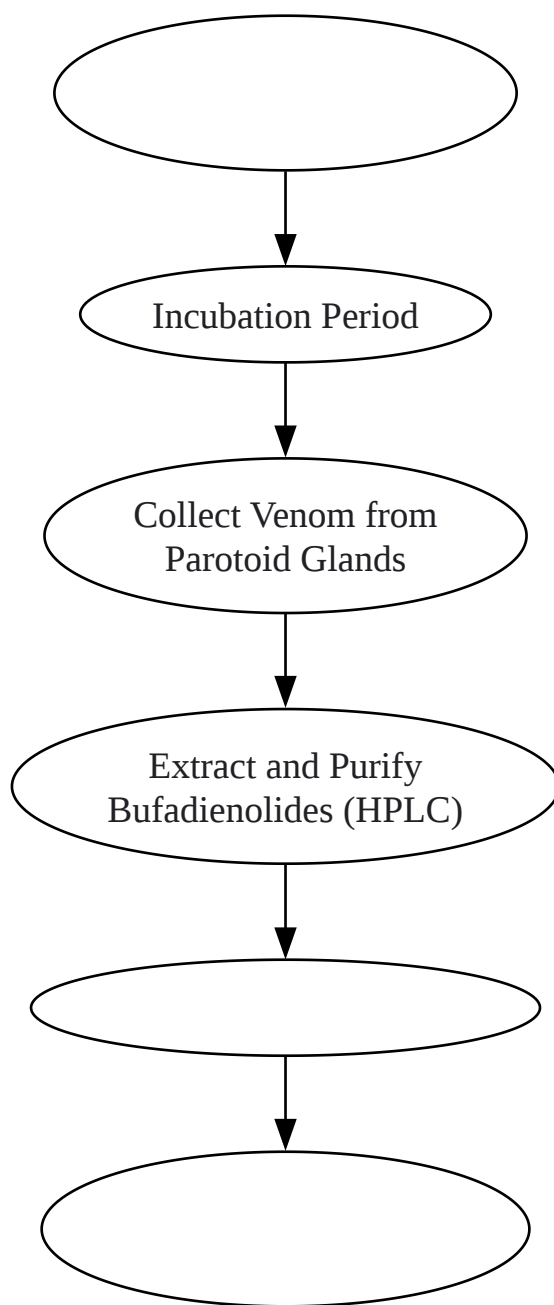 Incubation Period
Collect Venom from
Parotoid Glands
Extract and Purify
Bufadienolides (HPLC)